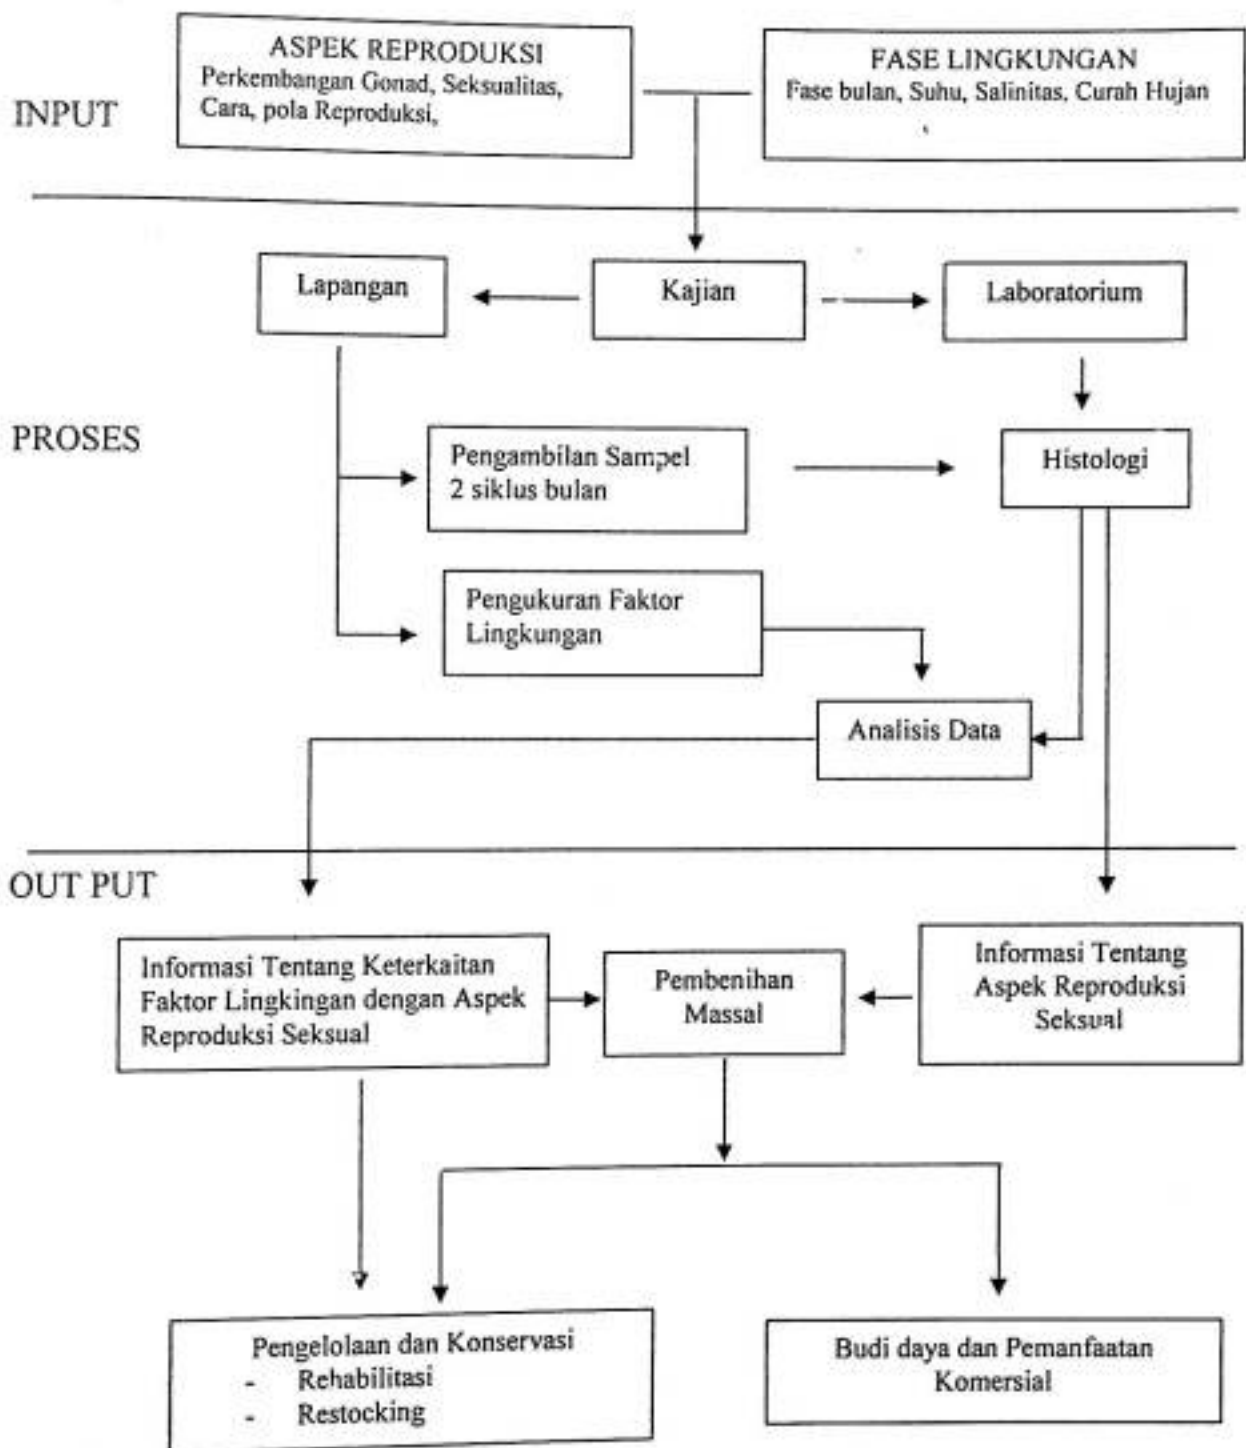 ASPEK REPRODUKSI
Perkembangan Gonad, Seksualitas,
Cara, pola Reproduksi,
FASE LINGKUNGAN
Fase bulan, Suhu, Salinitas, Curah Hujan
INPUT
Lapangan
Kajian
Laboratorium
PROSES
Pengambilan Sampel
2 siklus bulan
Histologi
Pengukuran Faktor
Lingkungan
Analisis Data
OUT PUT
Informasi Tentang Keterkaitan
Faktor Lingkingan dengan Aspek
Reproduksi Seksual
Pembenihan
Massal
Informasi Tentang
Aspek Reproduksi
Seksual
Pengelolaan dan Konservasi
- Rehabilitasi
- Restocking
Budi daya dan Pemanfaatan
Komersial